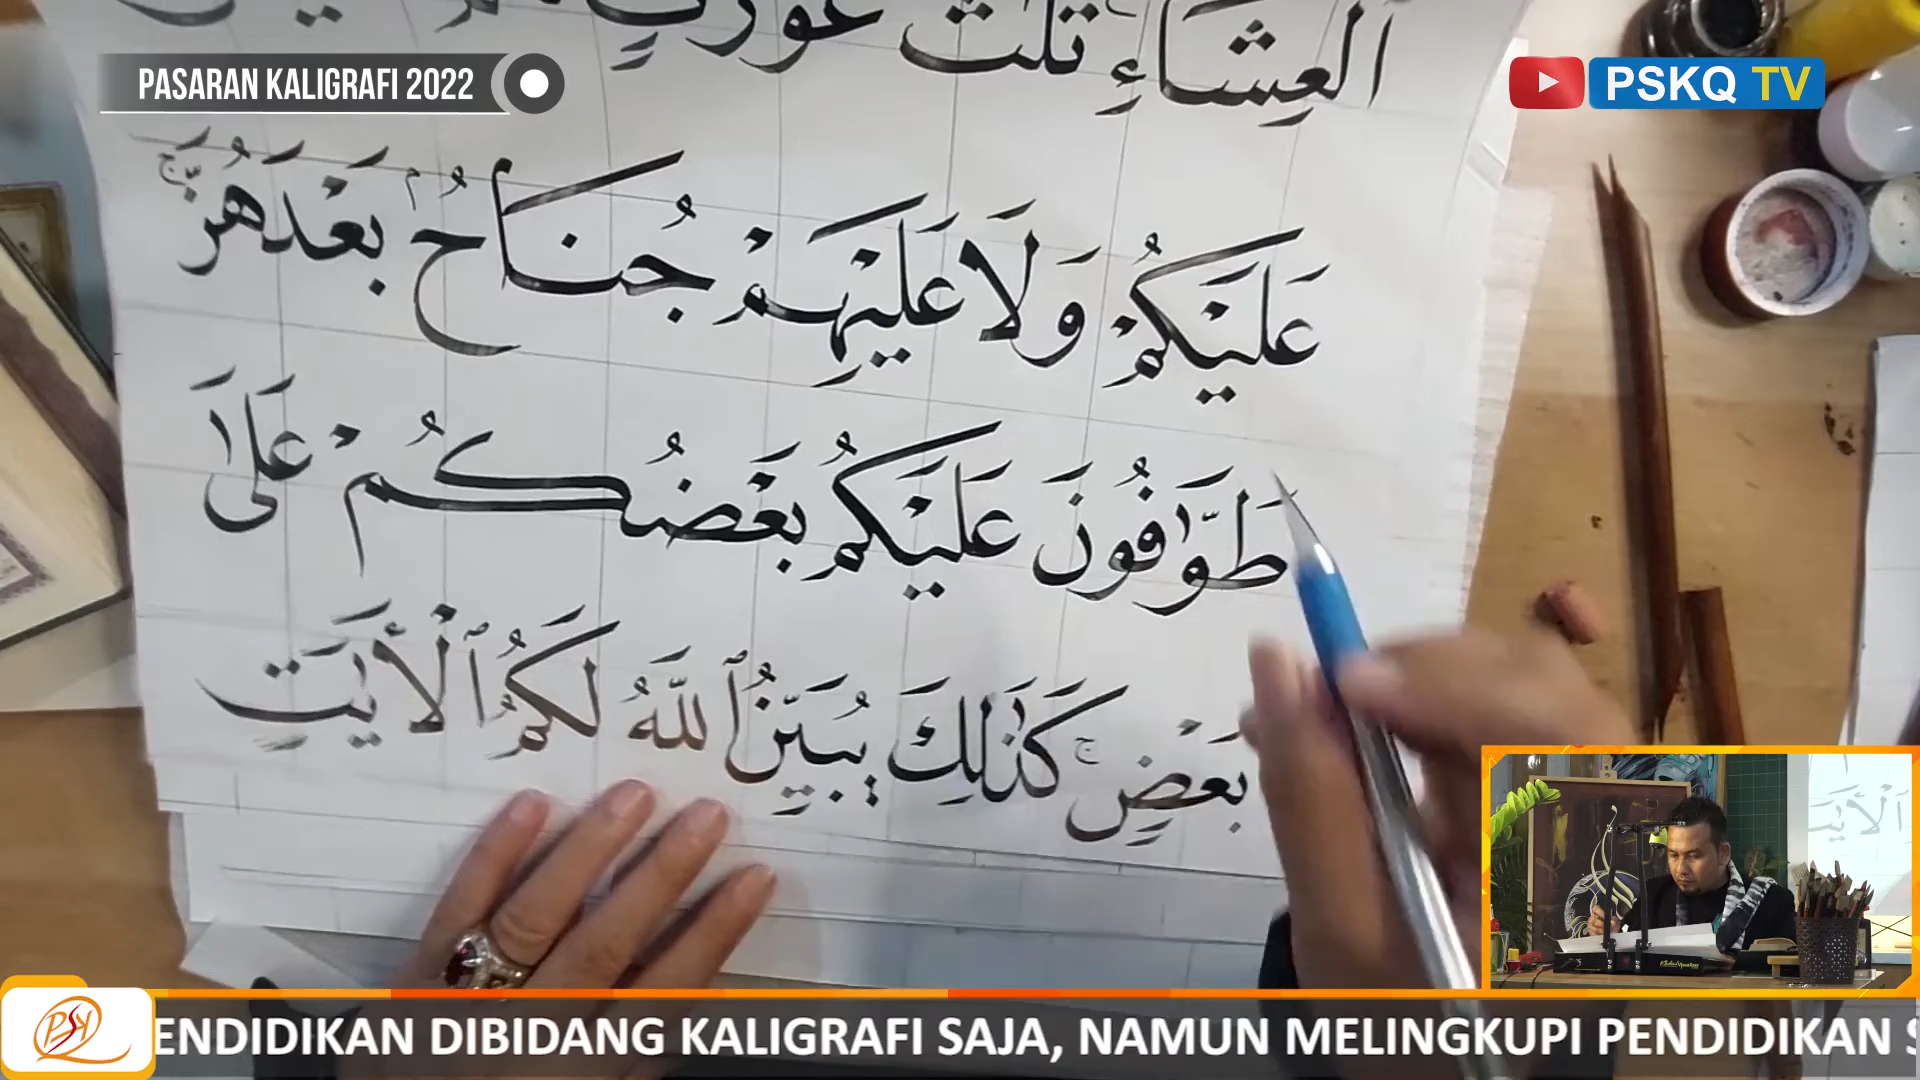 PASARAN KALIGRAFI 2022
PSKQ TV
ٱلْعِشَآءِ ثَلَٰثُ عَوْرَٰتٍ
عَلَيْكُمْ وَلَا عَلَيْهِمْ جُنَاحٌۢ بَعْدَهُنَّ ۚ
طَوَّٰفُونَ عَلَيْكُم بَعْضُكُمْ عَلَىٰ
بَعْضٍ ۚ كَذَٰلِكَ يُبَيِّنُ ٱللَّهُ لَكُمُ ٱلْأَيَٰتِ
ENDIDIKAN DIBIDANG KALIGRAFI SAJA, NAMUN MELINGKUPI PENDIDIKAN S